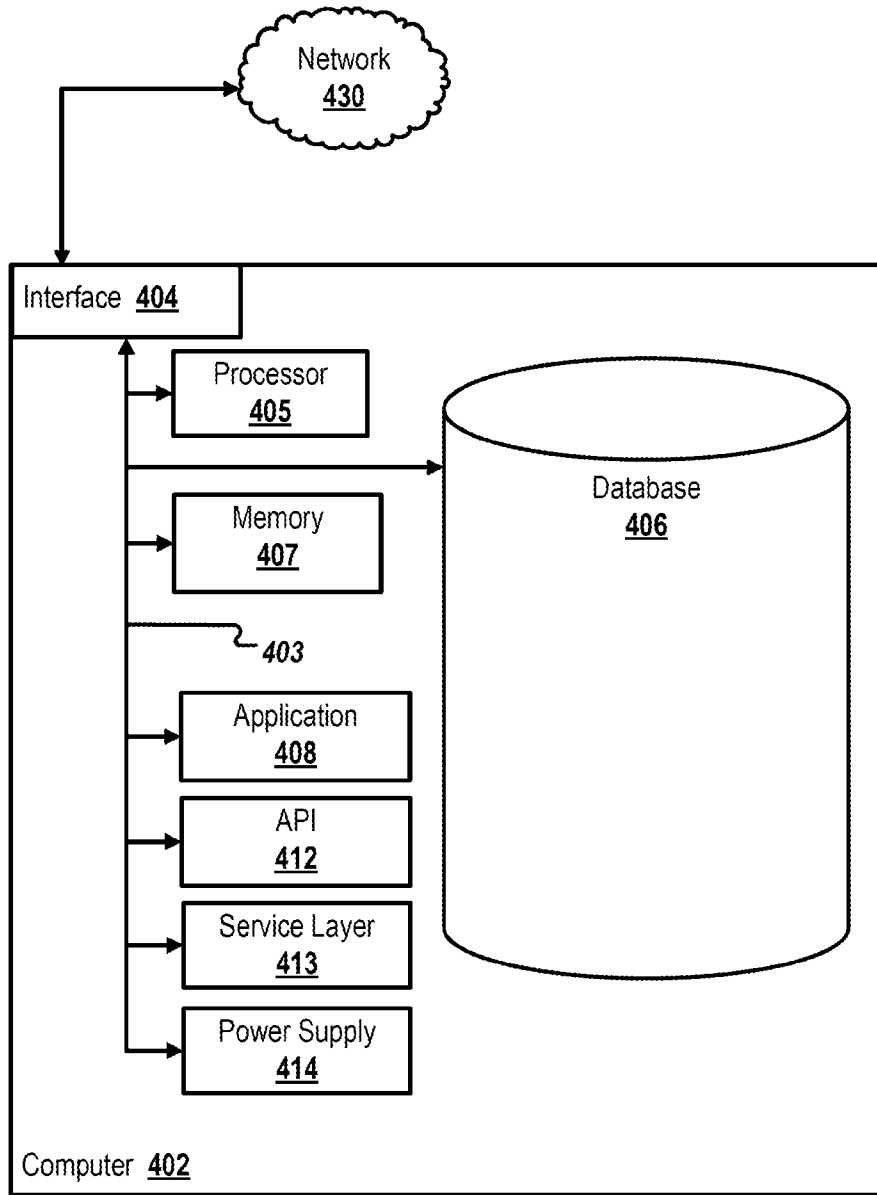 Network
430
Interface 404
Processor
405
Database
406
Memory
407
403
Application
408
API
412
Service Layer
413
Power Supply
414
Computer 402